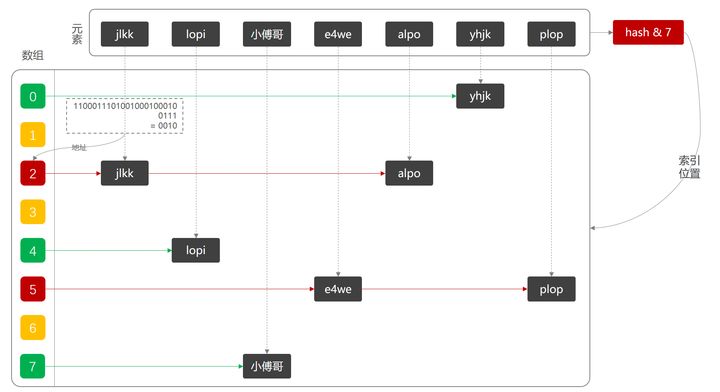 元素
jlkk
lopi
小傅哥
e4we
alpo
yhjk
plop
hash & 7
数组
0
yhjk
1100011101001000100010
0111
= 0010
1
地址
2
jlkk
alpo
索引
位置
3
4
lopi
5
e4we
plop
6
7
小傅哥